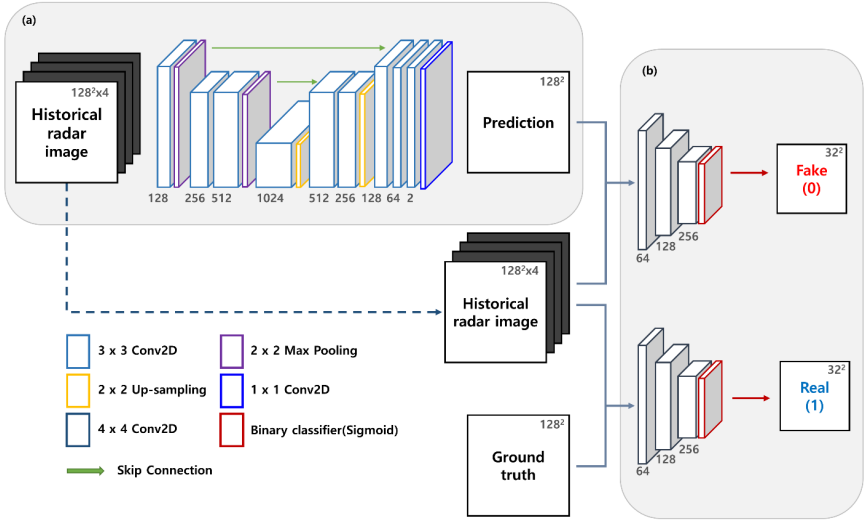 (a)
128²x4
Historical
radar
image
128
256
512
1024
512
256
128
64
2
128²
Prediction
(b)
64
128
256
32²
Fake
(0)
128²x4
Historical
radar image
3 x 3 Conv2D
2 x 2 Max Pooling
2 x 2 Up-sampling
1 x 1 Conv2D
4 x 4 Conv2D
Binary classifier(Sigmoid)
Skip Connection
128²
Ground
truth
64
128
256
32²
Real
(1)